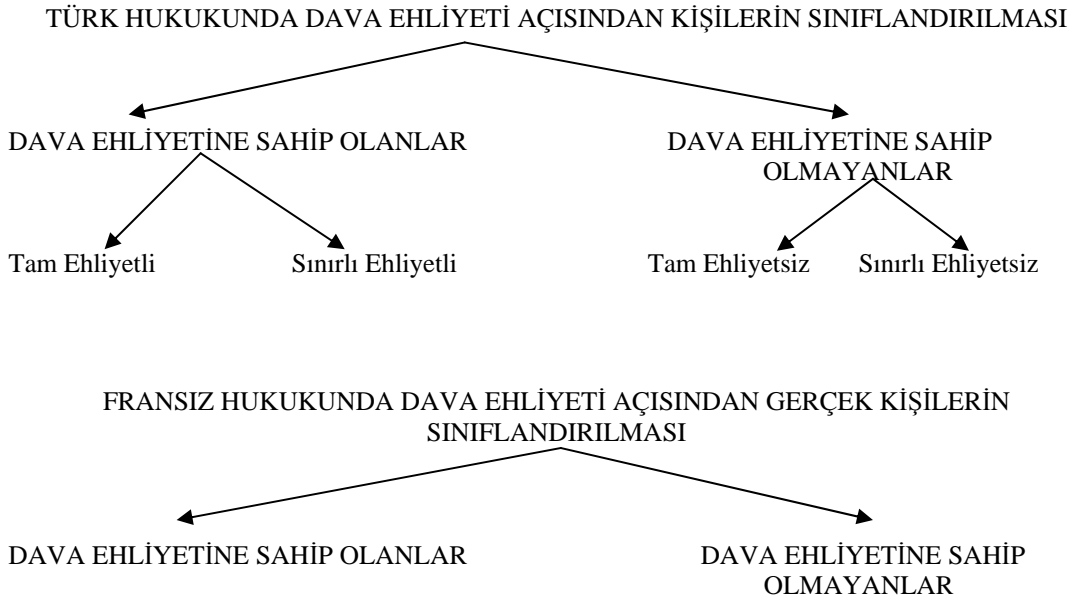 TÜRK HUKUKUNDA DAVA EHLİYETİ AÇISINDAN KİŞİLERİN SINIFLANDIRILMASI
DAVA EHLİYETİNE SAHİP OLANLAR
DAVA EHLİYETİNE SAHİP
OLMAYANLAR
Tam Ehliyetli
Sınırlı Ehliyetli
Tam Ehliyetsiz
Sınırlı Ehliyetsiz
FRANSIZ HUKUKUNDA DAVA EHLİYETİ AÇISINDAN GERÇEK KİŞİLERİN
SINIFLANDIRILMASI
DAVA EHLİYETİNE SAHİP OLANLAR
DAVA EHLİYETİNE SAHİP
OLMAYANLAR